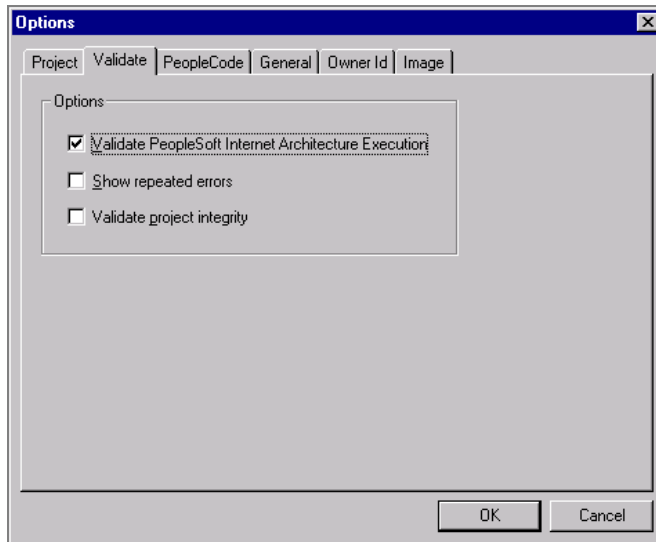 Options
Project Validate PeopleCode General Owner Id Image
Options
Validate PeopleSoft Internet Architecture Execution
Show repeated errors
Validate project integrity
OK Cancel